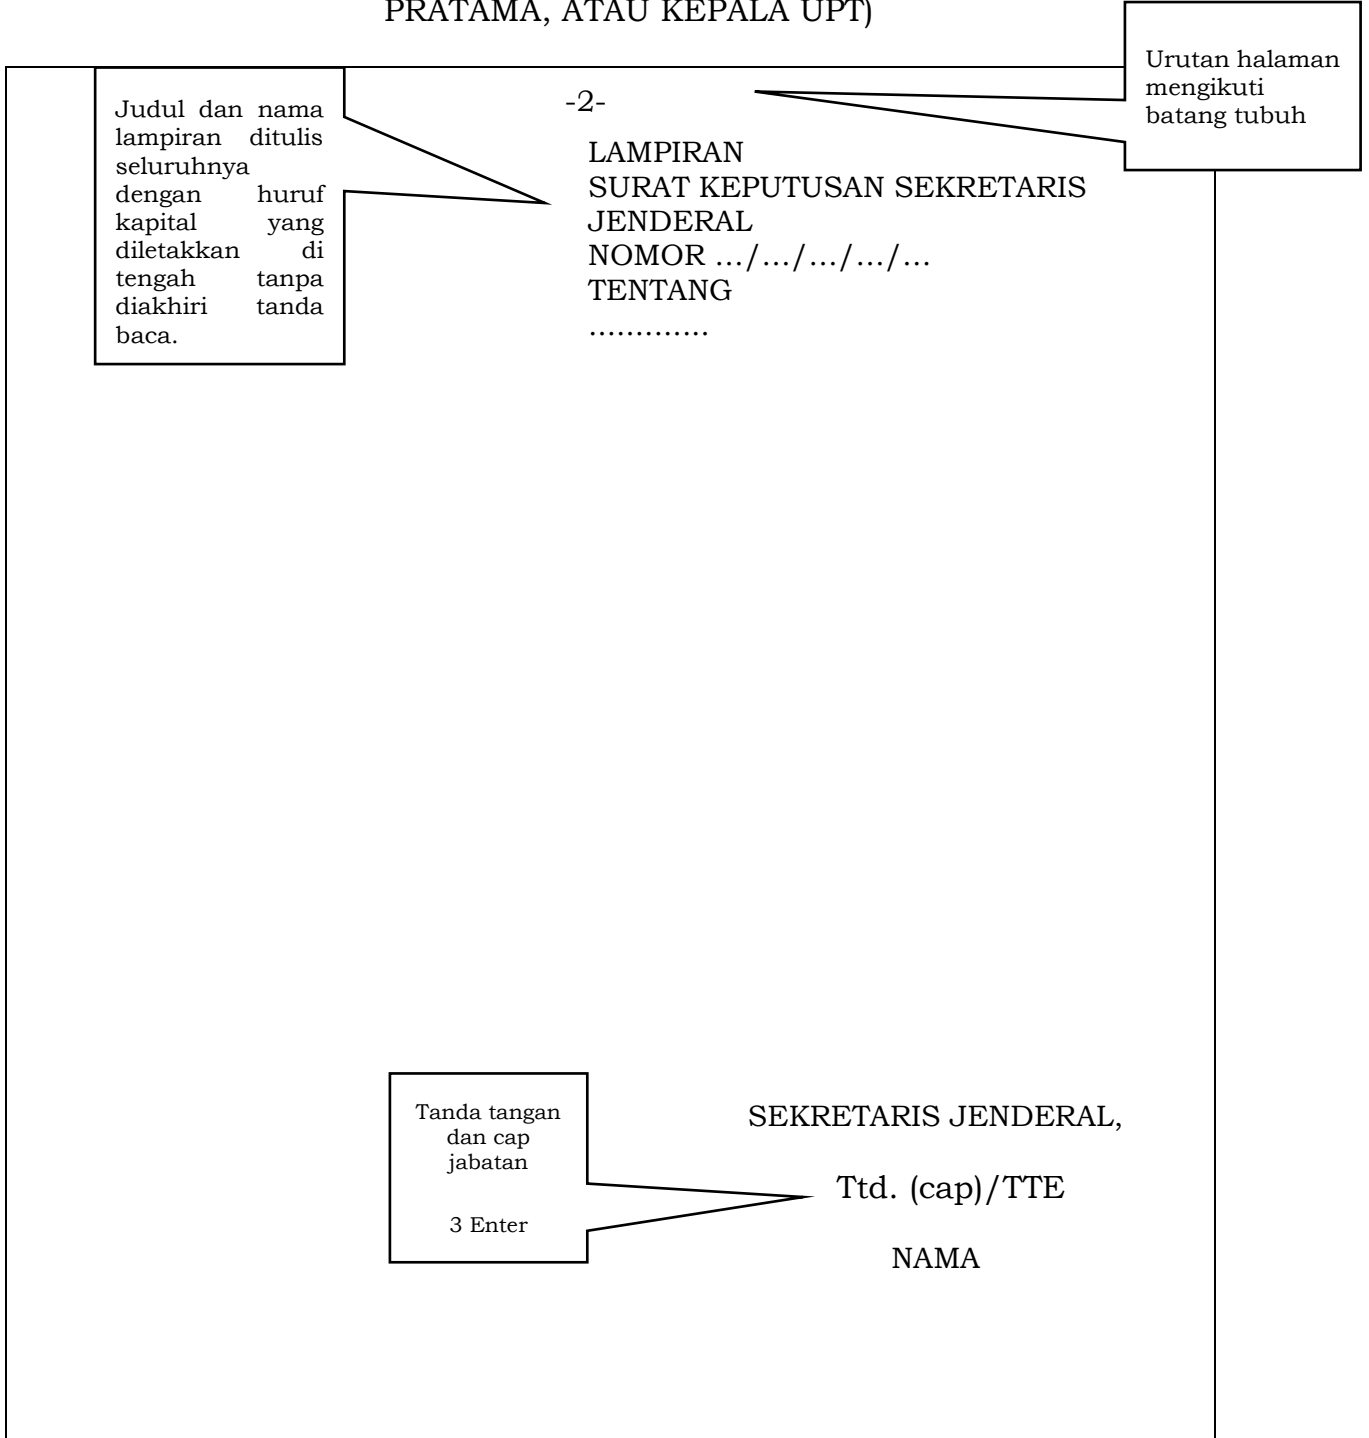 PRATAMA, ATAU KEPALA UPT)
Urutan halaman
mengikuti
batang tubuh
Judul dan nama
lampiran ditulis
seluruhnya
dengan huruf
kapital yang
diletakkan di
tengah tanpa
diakhiri tanda
baca.
-2-
LAMPIRAN
SURAT KEPUTUSAN SEKRETARIS
JENDERAL
NOMOR .../.../.../.../...
TENTANG
.............
Tanda tangan
dan cap
jabatan
3 Enter
SEKRETARIS JENDERAL,
Ttd. (cap)/TTE
NAMA